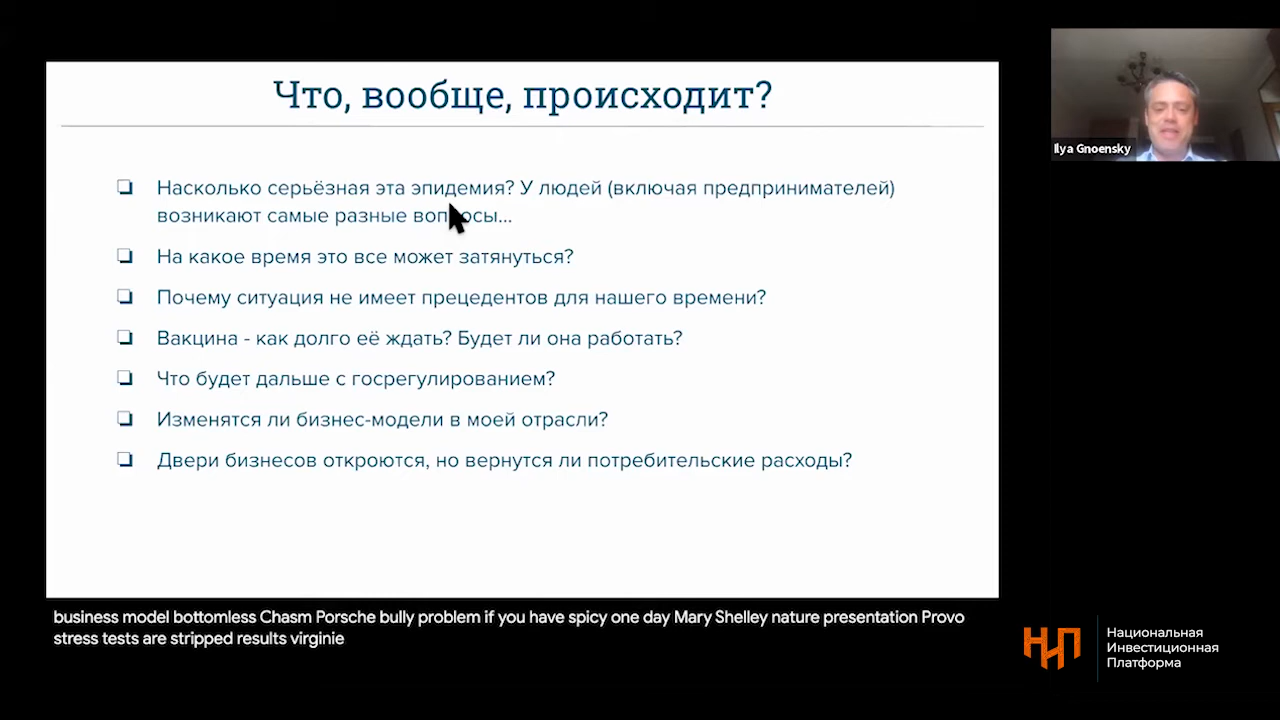 Что, вообще, происходит?
Насколько серьёзная эта эпидемия? У людей (включая предпринимателей)
возникают самые разные вопросы...
На какое время это все может затянуться?
Почему ситуация не имеет прецедентов для нашего времени?
Вакцина - как долго её ждать? Будет ли она работать?
Что будет дальше с госрегулированием?
Изменятся ли бизнес-модели в моей отрасли?
Двери бизнесов откроются, но вернутся ли потребительские расходы?
Ilya Gnoensky
business model bottomless Chasm Porsche bully problem if you have spicy one day Mary Shelley nature presentation Provo
stress tests are stripped results virginie
НИП
Национальная
Инвестиционная
Платформа